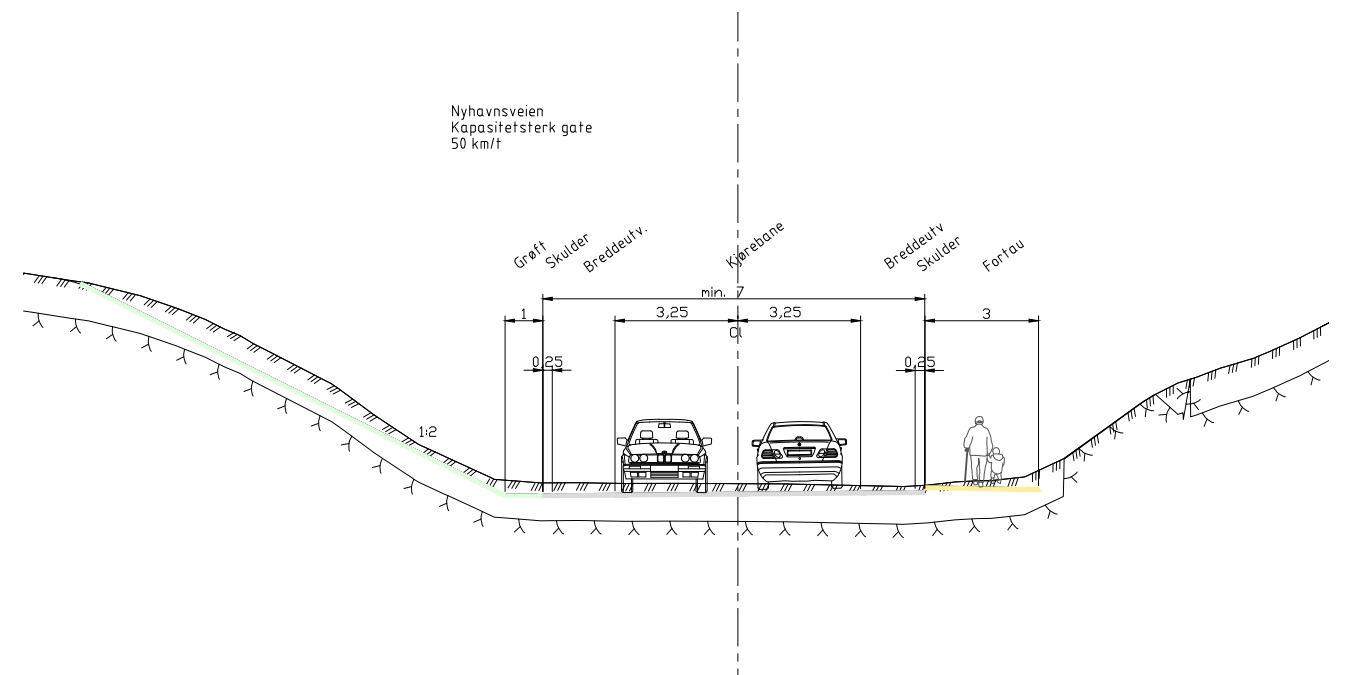 Nyhavnsveien
Kapasitetsterk gate
50 km/t
Grøft
Skulder
Breddeutv.
Kjørebane
Breddeutv
Skulder
Fortau
min. 7
1
3,25
3,25
3
CL
0,25
0,25
1:2